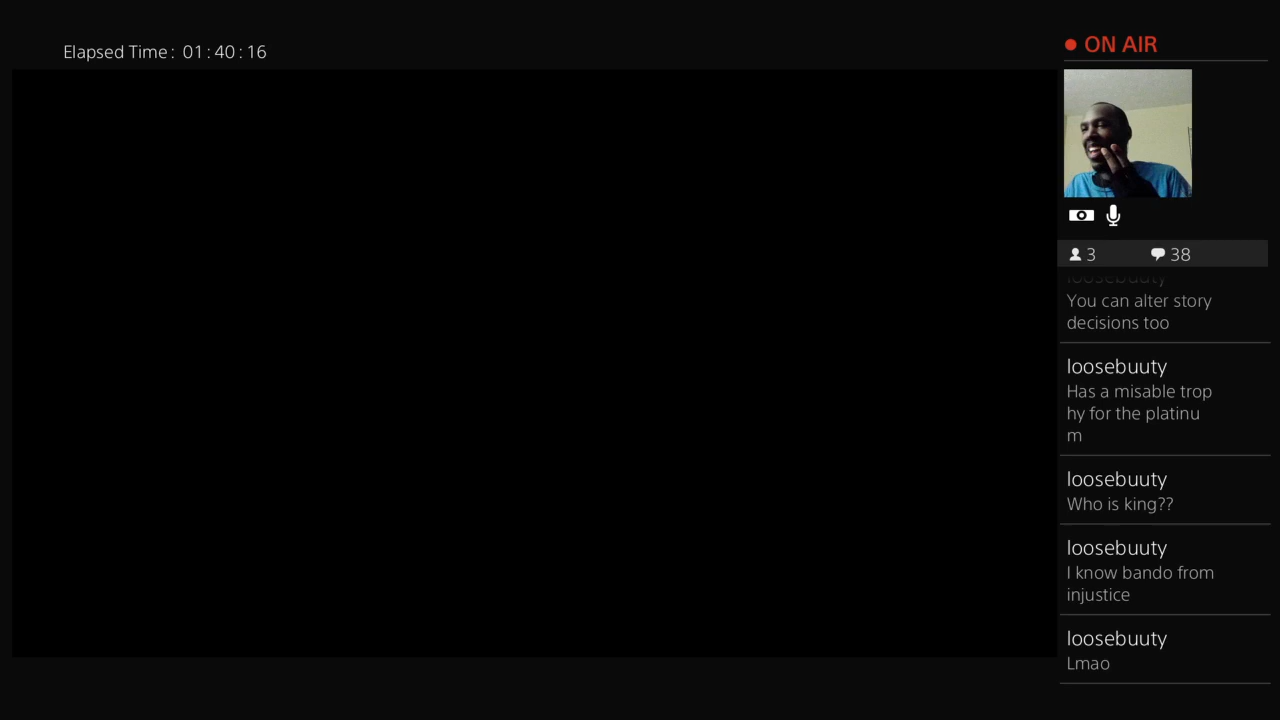 Elapsed Time: 01:40:16
ON AIR
3 38
loosebuuty
You can alter story
decisions too
loosebuuty
Has a misable trop
hy for the platinu
m
loosebuuty
Who is king??
loosebuuty
I know bando from
injustice
loosebuuty
Lmao